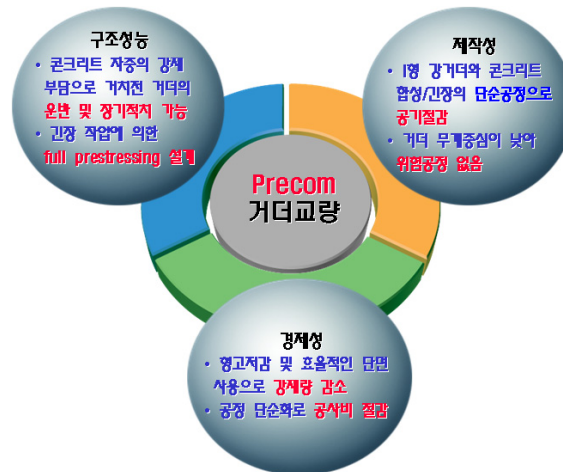 구조성능
• 콘크리트 자중의 강재
부담으로 거치전 거더의
운반 및 장기적치 가능
• 긴장 작업에 의한
full prestressing 설계
제작성
• I형 강거더와 콘크리트
합성/긴장의 단순공정으로
공기절감
• 거더 무게중심이 낮아
위험공정 없음
Precom
거더교량
경제성
• 형고저감 및 효율적인 단면
사용으로 강재량 감소
• 공정 단순화로 공사비 절감